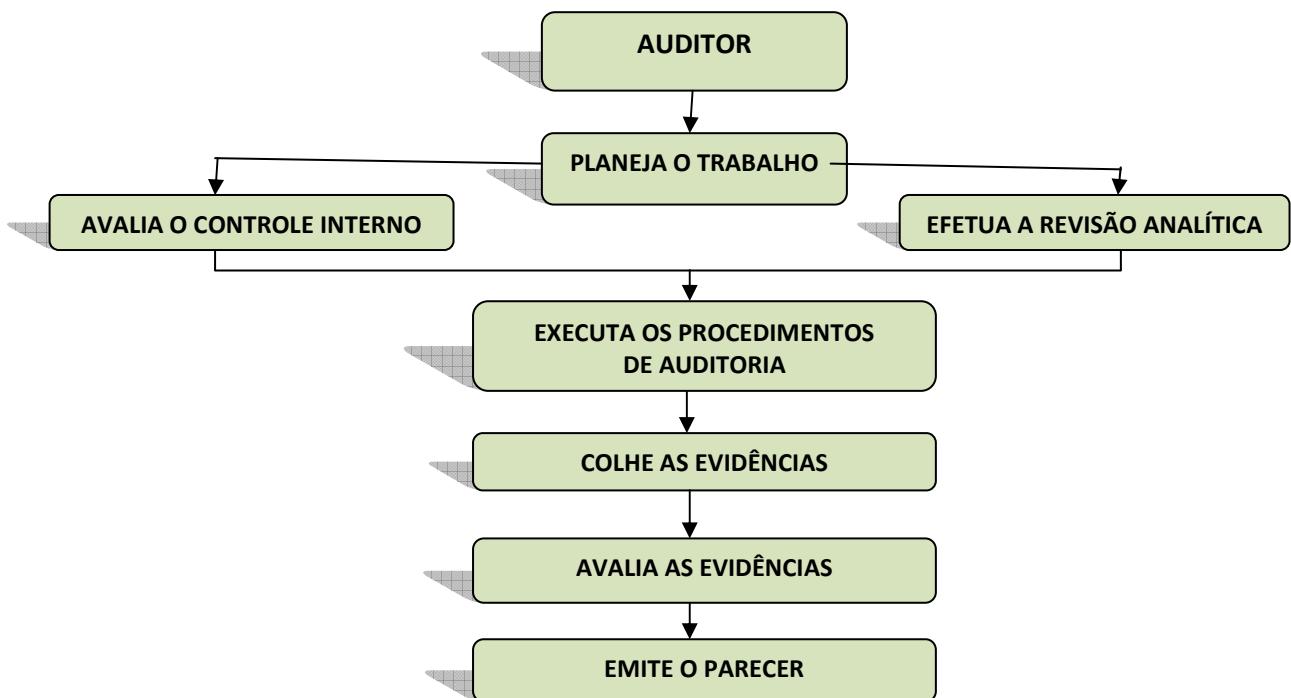 AUDITOR
PLANEJA O TRABALHO
AVALIA O CONTROLE INTERNO
EFETUA A REVISÃO ANALÍTICA
EXECUTA OS PROCEDIMENTOS
DE AUDITORIA
COLHE AS EVIDÊNCIAS
AVALIA AS EVIDÊNCIAS
EMITE O PARECER